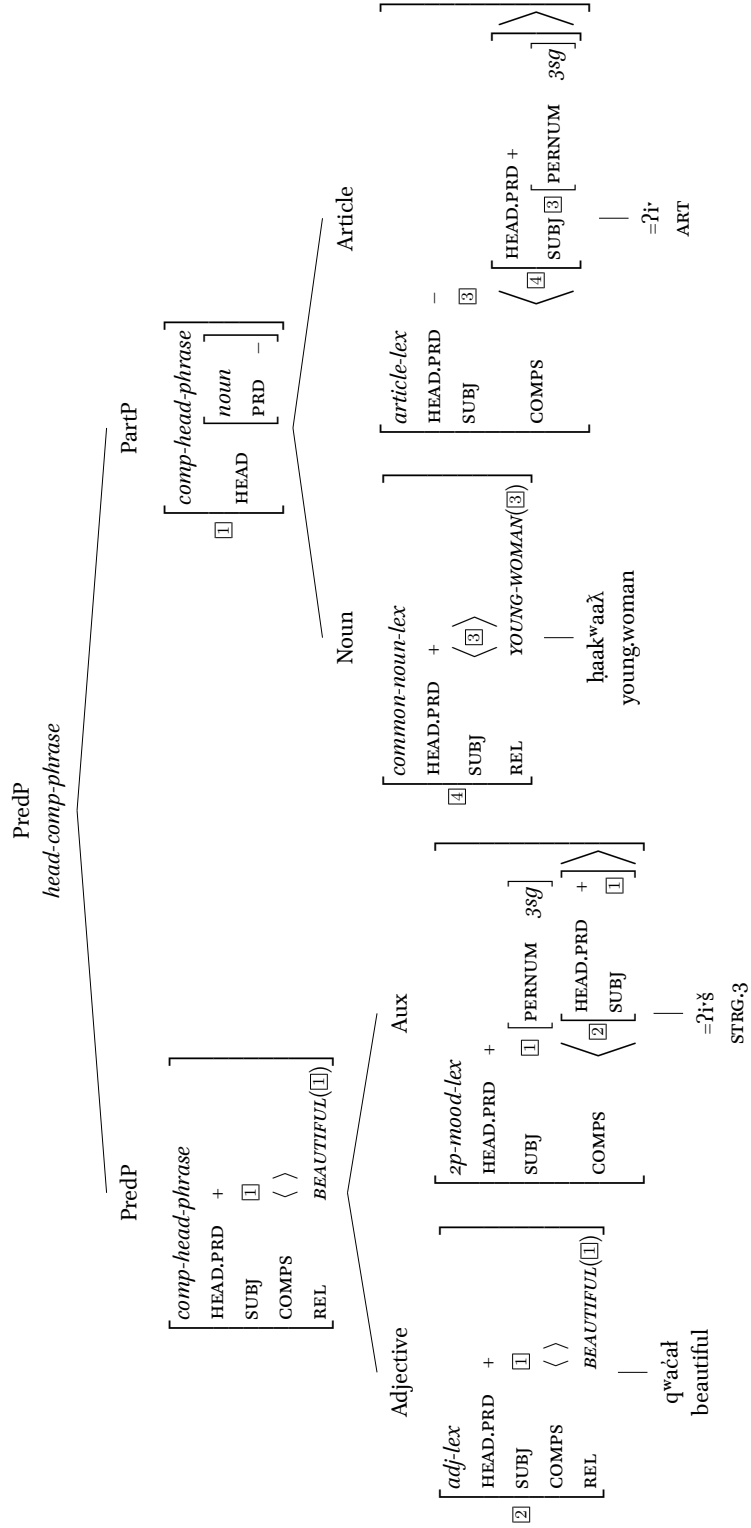 PredP
head-comp-phrase
PredP
comp-head-phrase
HEAD.PRD +
SUBJ 1
COMPS ⟨ ⟩
REL BEAUTIFUL(1)
Adjective
2 adj-lex
HEAD.PRD +
SUBJ 1
COMPS ⟨ ⟩
REL BEAUTIFUL(1)
qʷac̓ał
beautiful
Aux
2p-mood-lex
HEAD.PRD +
SUBJ 1 [PERNUM 3sg]
COMPS ⟨ 2 [HEAD.PRD +
SUBJ 1] ⟩
=ʔi·š
STRG.3
PartP
1 comp-head-phrase
HEAD [noun
PRD −]
Noun
4 common-noun-lex
HEAD.PRD +
SUBJ ⟨3⟩
REL YOUNG-WOMAN(3)
ḥaakʷaaƛ
young.woman
Article
article-lex
HEAD.PRD −
SUBJ 3
COMPS ⟨ 4 [HEAD.PRD +
SUBJ 3 [PERNUM 3sg]] ⟩
=ʔi·
ART